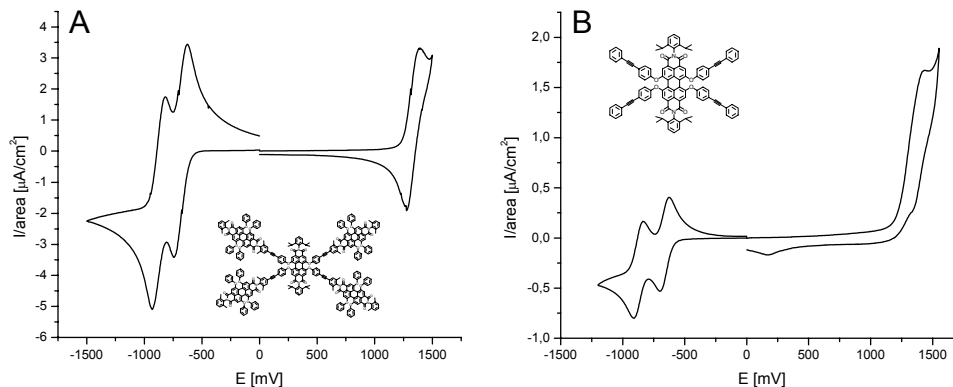 A
I/area [µA/cm²]
4
3
2
1
0
-1
-2
-3
-4
-5
-6
-1500 -1000 -500 0 500 1000 1500
E [mV]
B
I/area [µA/cm²]
2,0
1,5
1,0
0,5
0,0
-0,5
-1,0
O N O
O O
O O
O N O
-1000 -500 0 500 1000 1500
E [mV]